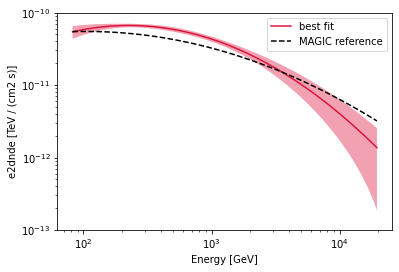 10⁻¹⁰
best fit
MAGIC reference
10⁻¹¹
10⁻¹²
10⁻¹³
e2dnde [TeV / (cm2 s)]
10² 10³ 10⁴
Energy [GeV]